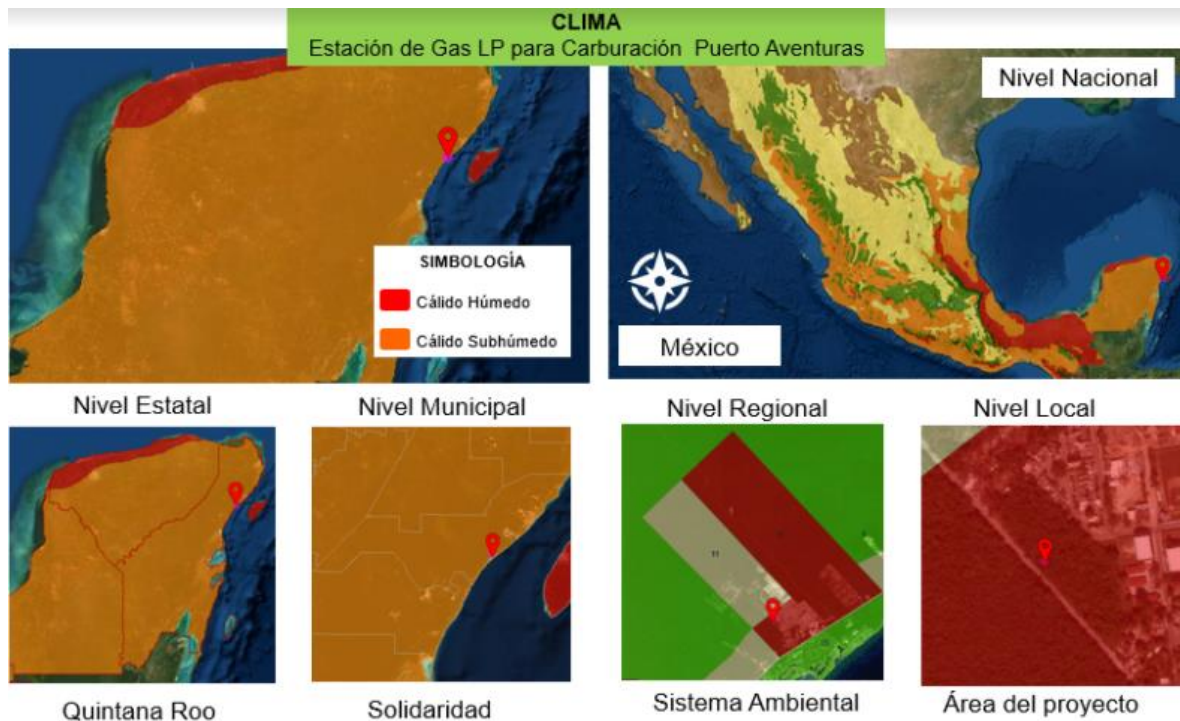 CLIMA
Estación de Gas LP para Carburación Puerto Aventuras
Nivel Nacional
SIMBOLOGÌA
Cálido Húmedo
Cálido Subhúmedo
México
Nivel Estatal
Nivel Municipal
Nivel Regional
Nivel Local
Quintana Roo
Solidaridad
Sistema Ambiental
Área del proyecto